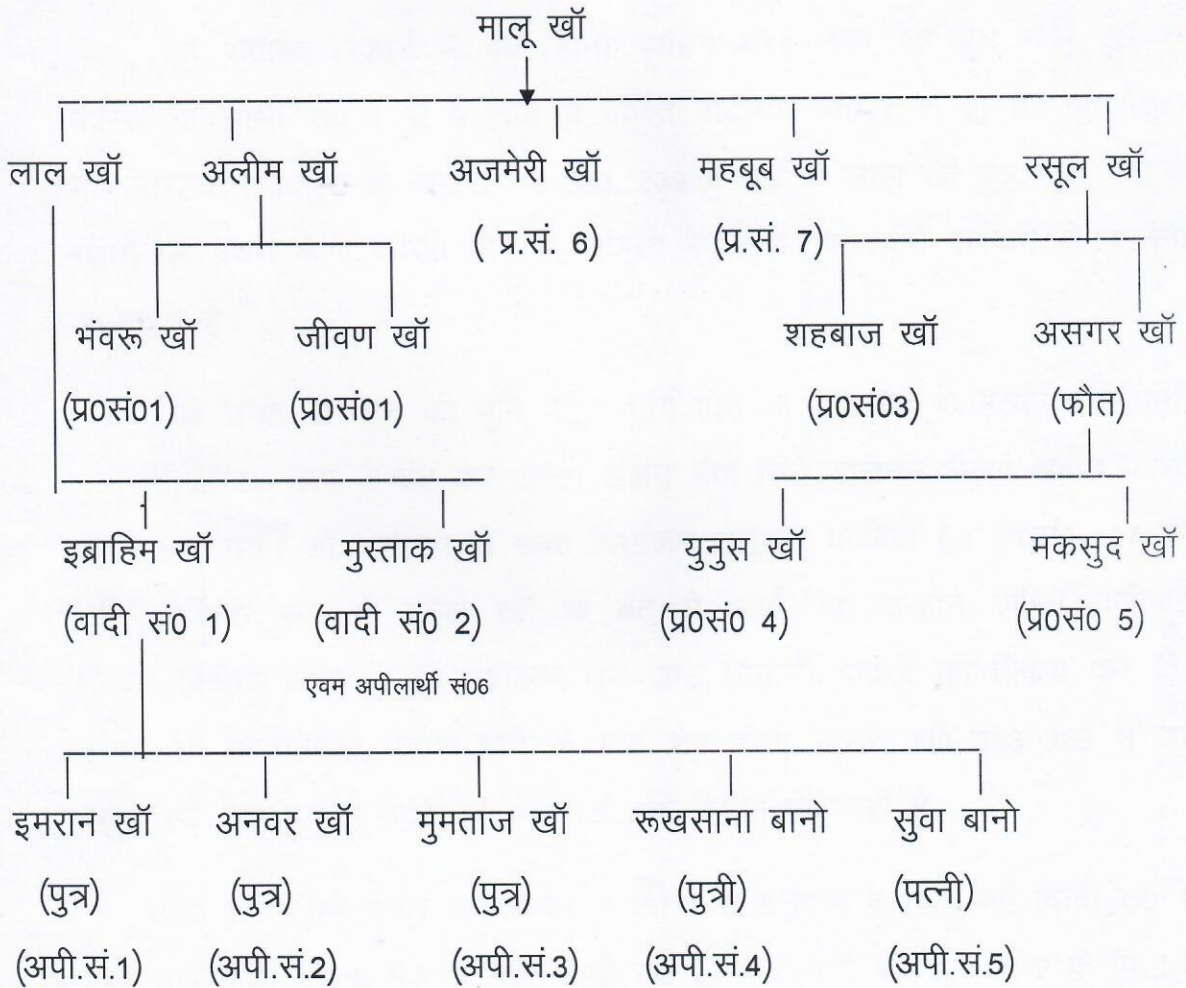 मालू खॉ
लाल खॉ अलीम खॉ अजमेरी खॉ महबूब खॉ रसूल खॉ
( प्र.सं. 6) (प्र.सं. 7)
भंवरूं खॉ जीवण खॉ शहबाज खॉ असगर खॉ
(प्र0सं01) (प्र0सं01) (प्र0सं03) (फौत)
इब्राहिम खॉ मुस्ताक खॉ युनुस खॉ मकसुद खॉ
(वादी सं0 1) (वादी सं0 2) (प्र0सं0 4) (प्र0सं0 5)
एवम अपीलार्थी सं06
इमरान खॉ अनवर खॉ मुमताज खॉ रूखसाना बानो सुवा बानो
(पुत्र) (पुत्र) (पुत्र) (पुत्री) (पत्नी)
(अपी.सं.1) (अपी.सं.2) (अपी.सं.3) (अपी.सं.4) (अपी.सं.5)